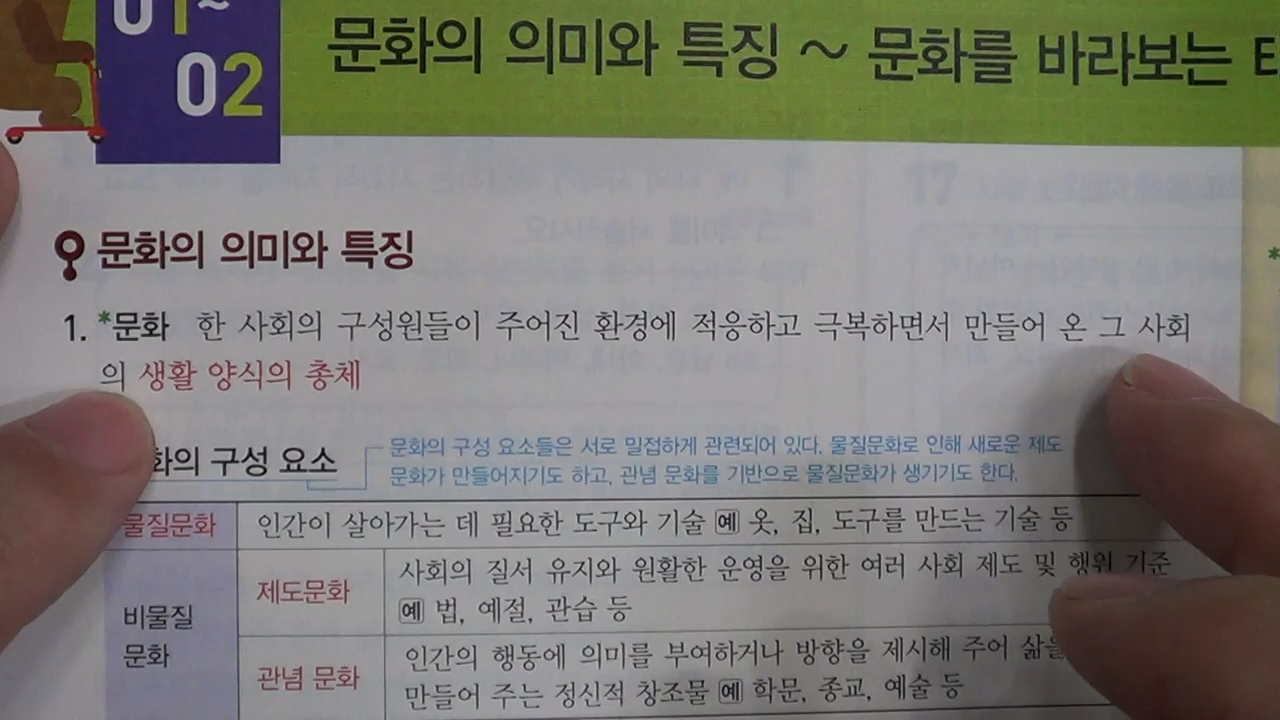 01~
02
문화의 의미와 특징 ~ 문화를 바라보는
문화의 의미와 특징
1. *문화 한 사회의 구성원들이 주어진 환경에 적응하고 극복하면서 만들어 온 그 사회
의 생활 양식의 총체
구성 요소
문화의 구성 요소들은 서로 밀접하게 관련되어 있다. 물질문화로 인해 새로운 제도
문화가 만들어지기도 하고, 관념 문화를 기반으로 물질문화가 생기기도 한다.
물질문화 인간이 살아가는 데 필요한 도구와 기술 예 옷, 집, 도구를 만드는 기술 등
비물질
문화
제도문화
사회의 질서 유지와 원활한 운영을 위한 여러 사회 제도 및 행위 기준
예 법, 예절, 관습 등
관념 문화
인간의 행동에 의미를 부여하거나 방향을 제시해 주어 삶을
만들어 주는 정신적 창조물 예 학문, 종교, 예술 등